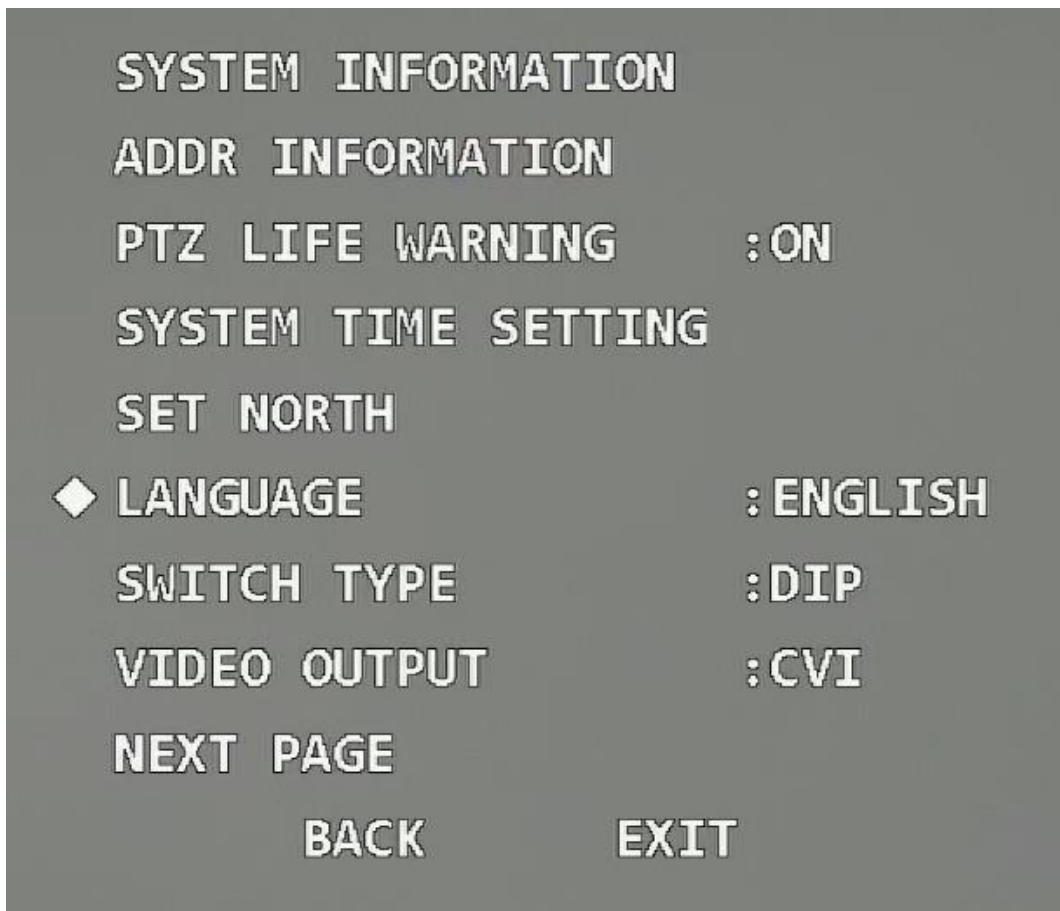 SYSTEM INFORMATION
ADDR INFORMATION
PTZ LIFE WARNING :ON
SYSTEM TIME SETTING
SET NORTH
LANGUAGE :ENGLISH
SWITCH TYPE :DIP
VIDEO OUTPUT :CVI
NEXT PAGE
BACK EXIT